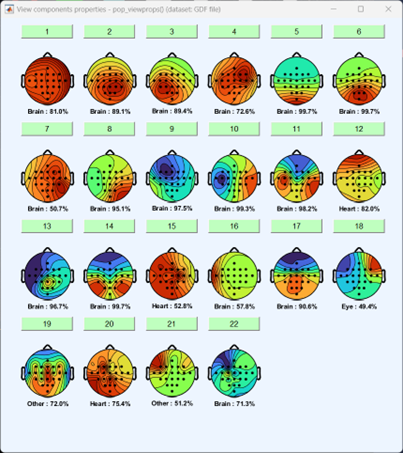 View components properties - pop_viewprops() (dataset: GDF file)
1 2 3 4 5 6
Brain : 81.0% Brain : 89.1% Brain : 89.4% Brain : 72.6% Brain : 99.7% Brain : 99.7%
7 8 9 10 11 12
Brain : 50.7% Brain : 95.1% Brain : 97.5% Brain : 99.3% Brain : 98.2% Heart : 82.0%
13 14 15 16 17 18
Brain : 96.7% Brain : 99.7% Heart : 52.8% Brain : 57.8% Brain : 90.6% Eye : 49.4%
19 20 21 22
Other : 72.0% Heart : 75.4% Other : 51.2% Brain : 71.3%